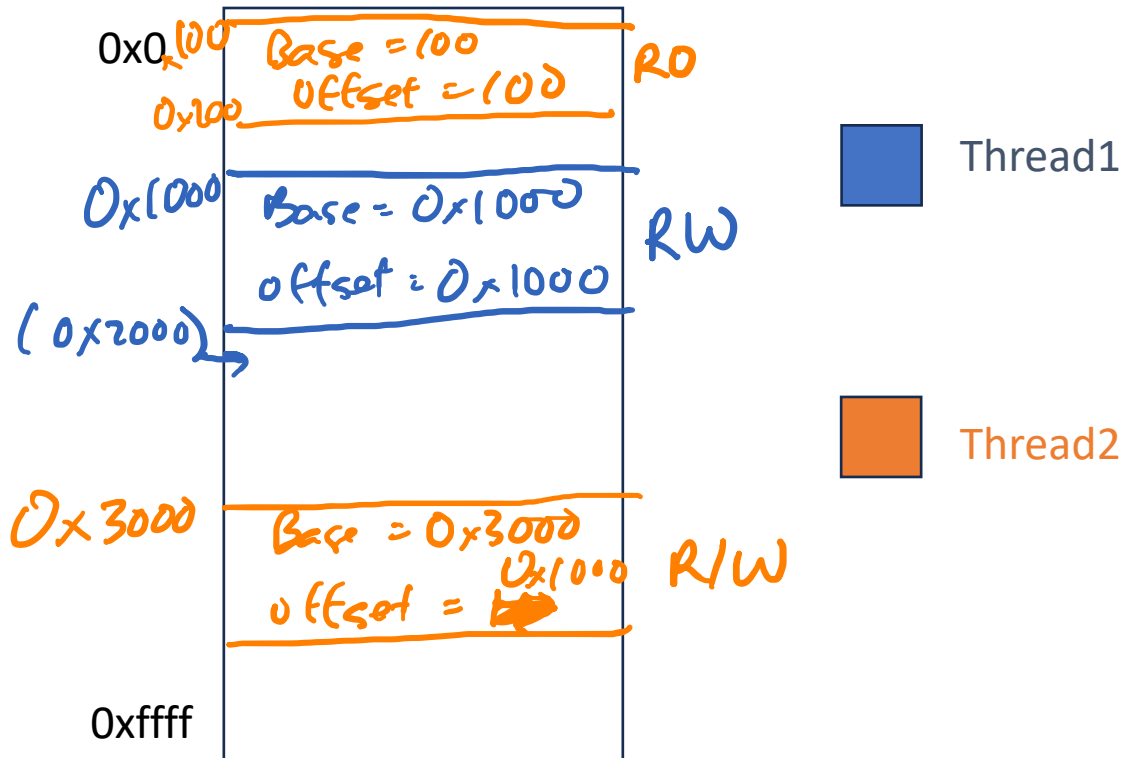 0x0
x100
Base = 100
RO
offset = 100
0x200
Thread1
0x1000
Base = 0x1000
RW
offset = 0x1000
(0x2000)
Thread2
0x3000
Base = 0x3000
R/W
0x1000
offset =
0xffff